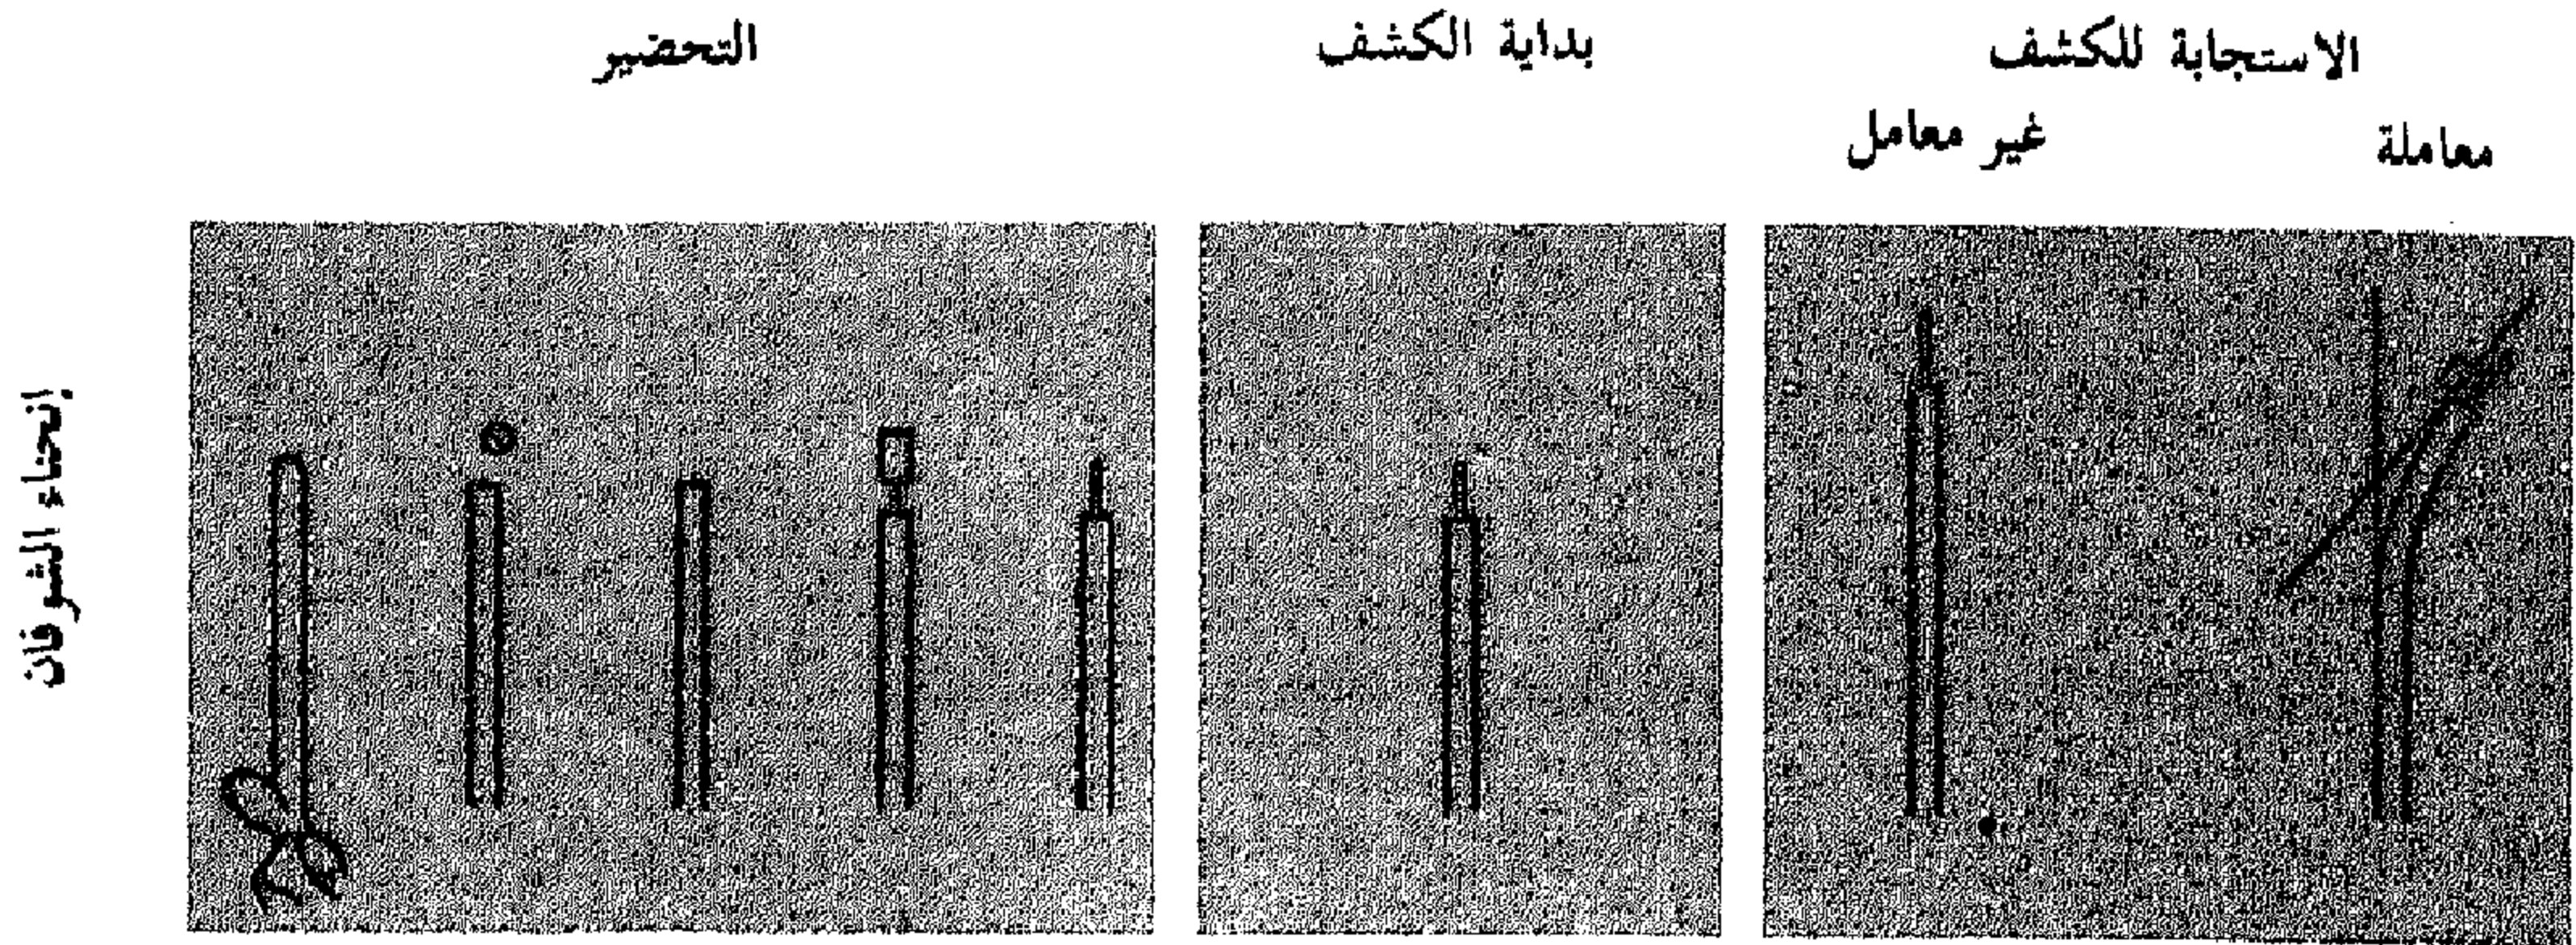 الاستجابة للكشف
بداية الكشف
التحضير
معاملة
غير معامل
إنحناء الشوفان